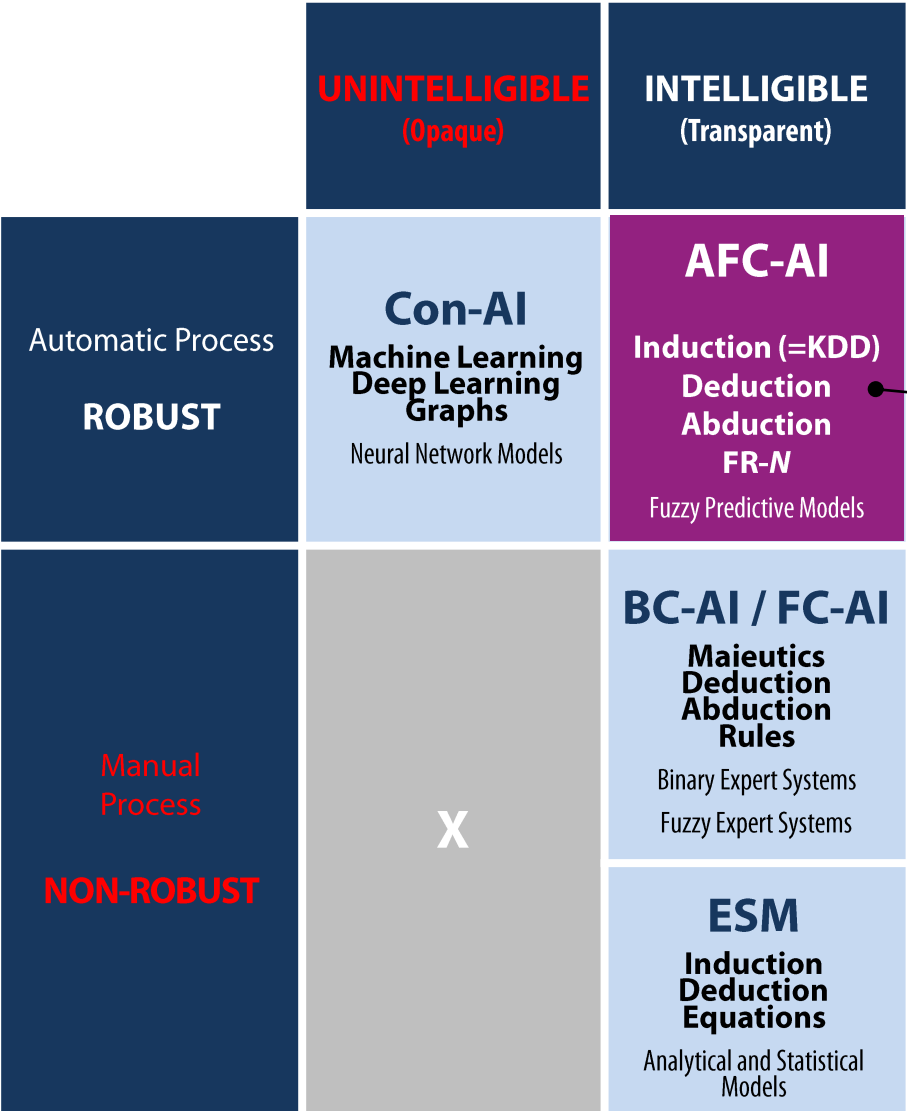 UNINTELLIGIBLE
(Opaque)
INTELLIGIBLE
(Transparent)
Automatic Process
ROBUST
Con-AI
Machine Learning
Deep Learning
Graphs
Neural Network Models
AFC-AI
Induction (=KDD)
Deduction
Abduction
FR-N
Fuzzy Predictive Models
Manual
Process
NON-ROBUST
X
BC-AI / FC-AI
Maieutics
Deduction
Abduction
Rules
Binary Expert Systems
Fuzzy Expert Systems
ESM
Induction
Deduction
Equations
Analytical and Statistical
Models